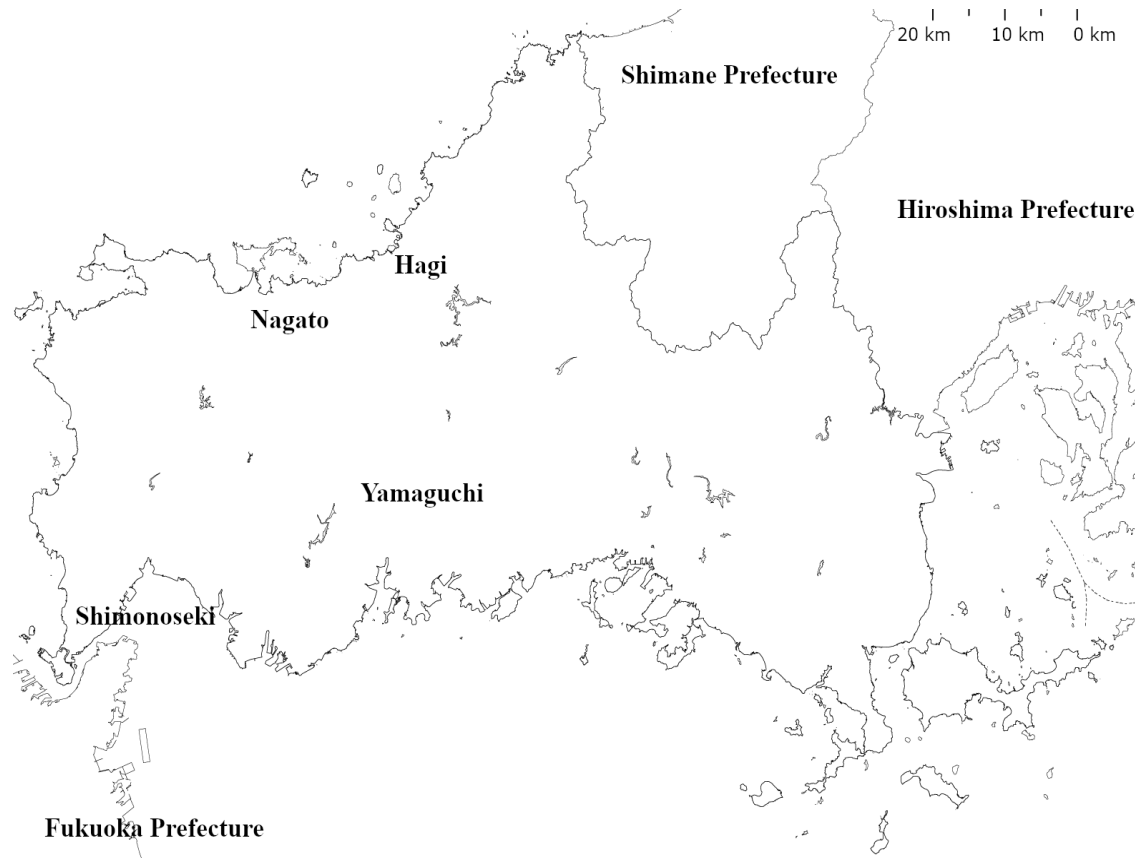 20 km 10 km 0 km
Shimane Prefecture
Hiroshima Prefecture
Hagi
Nagato
Yamaguchi
Shimonoseki
Fukuoka Prefecture